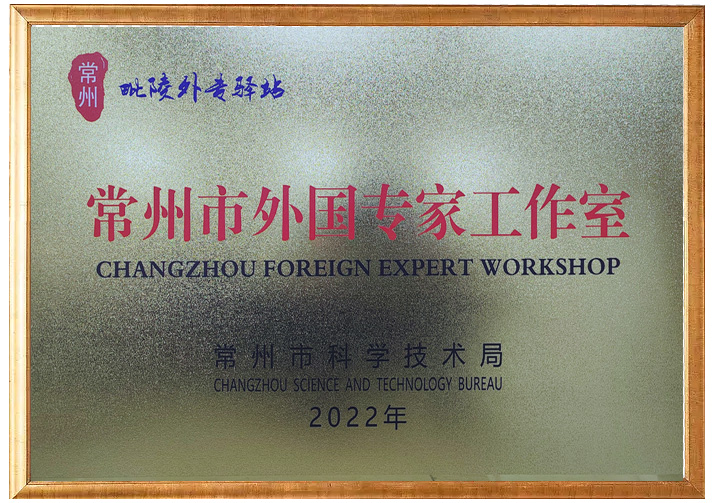 常州
毗陵外专驿站
常州市外国专家工作室
CHANGZHOU FOREIGN EXPERT WORKSHOP
常州市科学技术局
CHANGZHOU SCIENCE AND TECHNOLOGY BUREAU
2022年